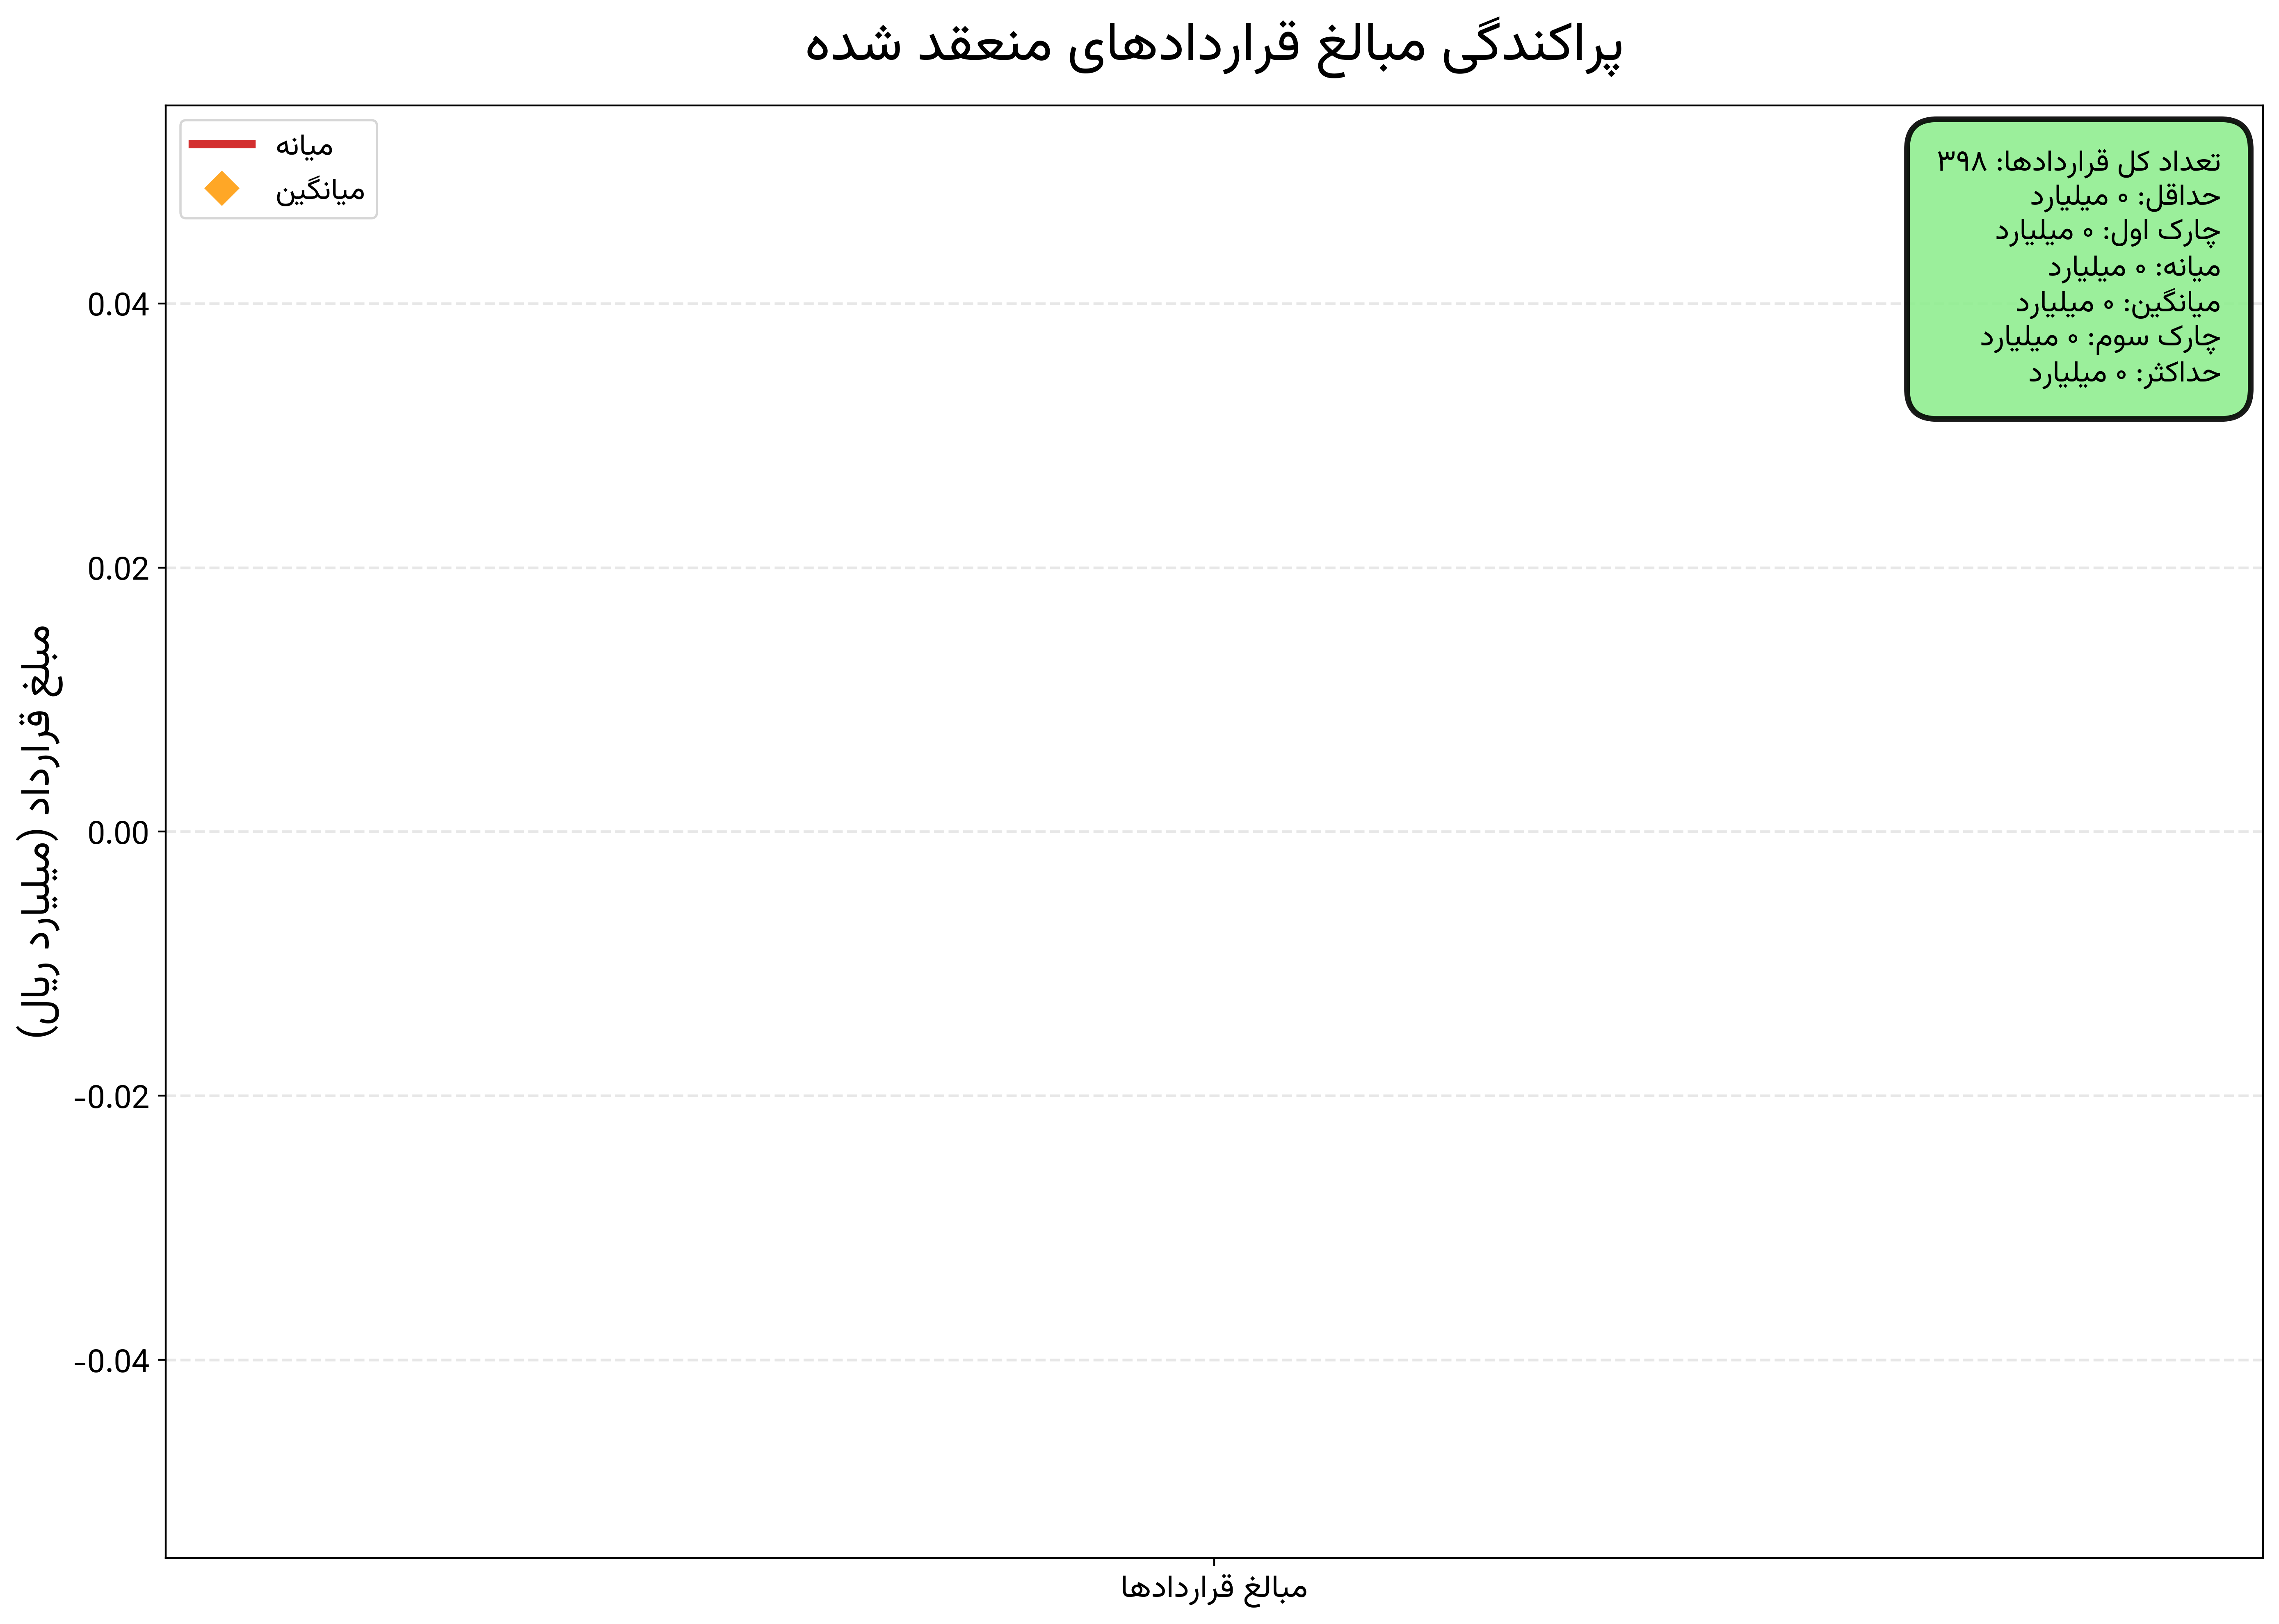 پراکندگی مبالغ قراردادهای منعقد شده
میانه
میانگین
تعداد کل قراردادها: ۳۹۸
حداقل: ۰ میلیارد
چارک اول: ۰ میلیارد
میانه: ۰ میلیارد
میانگین: ۰ میلیارد
چارک سوم: ۰ میلیارد
حداکثر: ۰ میلیارد
مبلغ قرارداد (میلیارد ریال)
0.04
0.02
0.00
-0.02
-0.04
مبالغ قراردادها